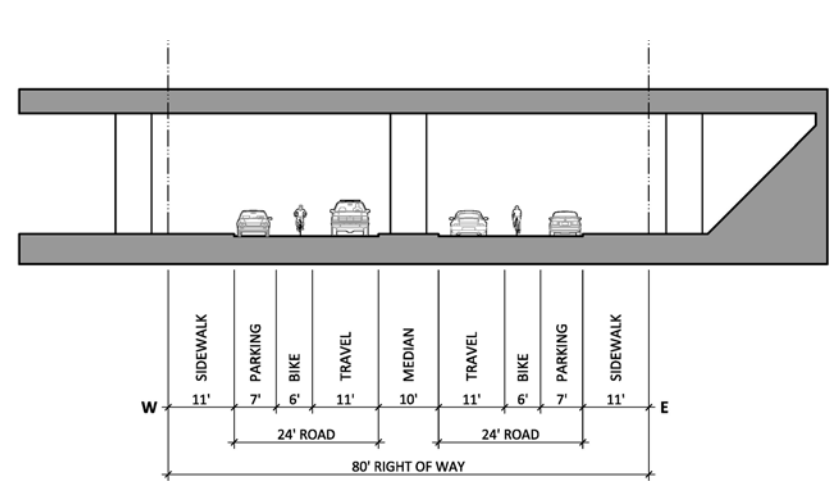 SIDEWALK
PARKING
BIKE
TRAVEL
MEDIAN
TRAVEL
BIKE
PARKING
SIDEWALK
W 11' 7' 6' 11' 10' 11' 6' 7' 11' E
24' ROAD 24' ROAD
80' RIGHT OF WAY